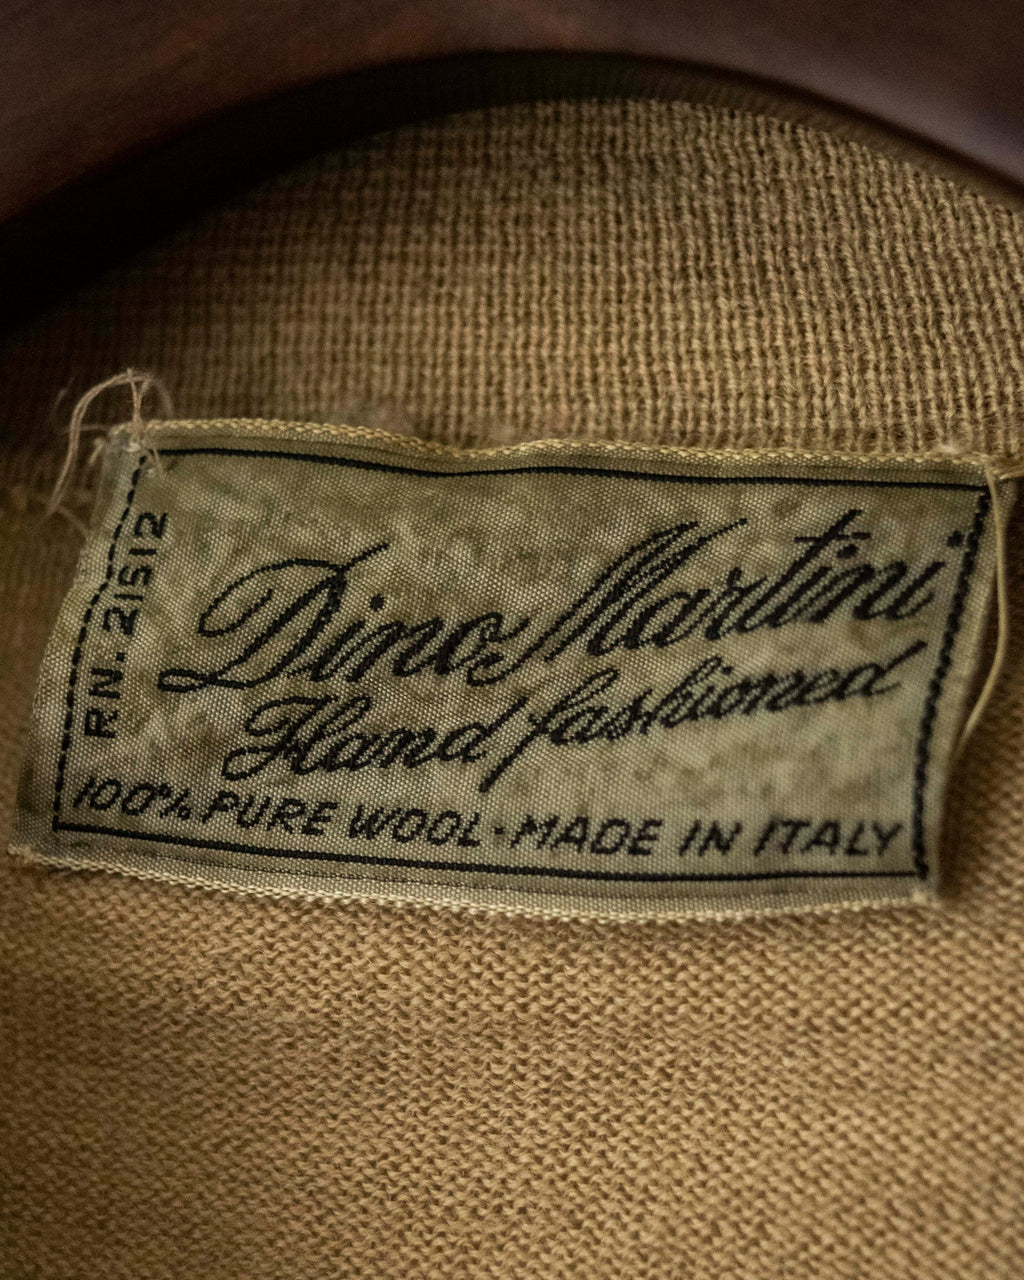 Dino Martini
Hand fashioned
100% PURE WOOL · MADE IN ITALY
RN. 21512